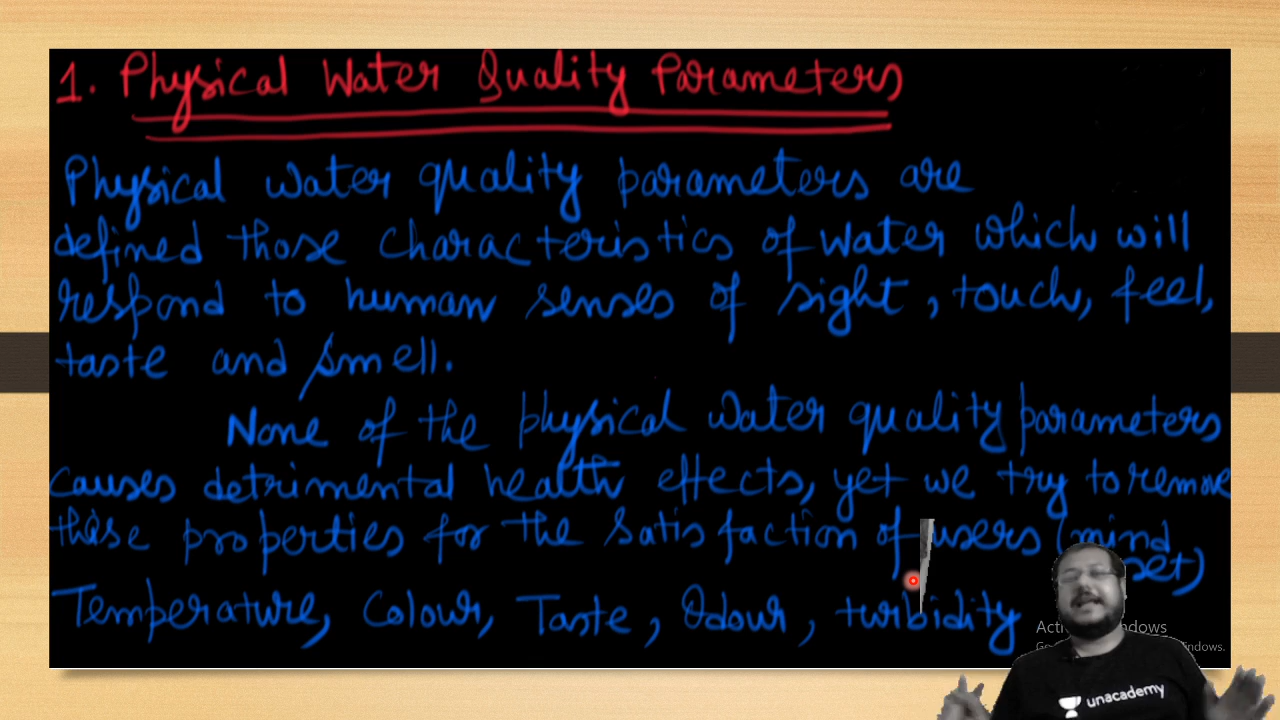 1. Physical Water Quality Parameters
Physical water quality parameters are
defined those characteristics of water which will
respond to human senses of sight, touch, feel,
taste and smell.
None of the physical water quality parameters
causes detrimental health effects, yet we try to remove
these properties for the satisfaction of users (mind
set)
Temperature, Colour, Taste, Odour, turbidity
Windows
Windows.
unacademy